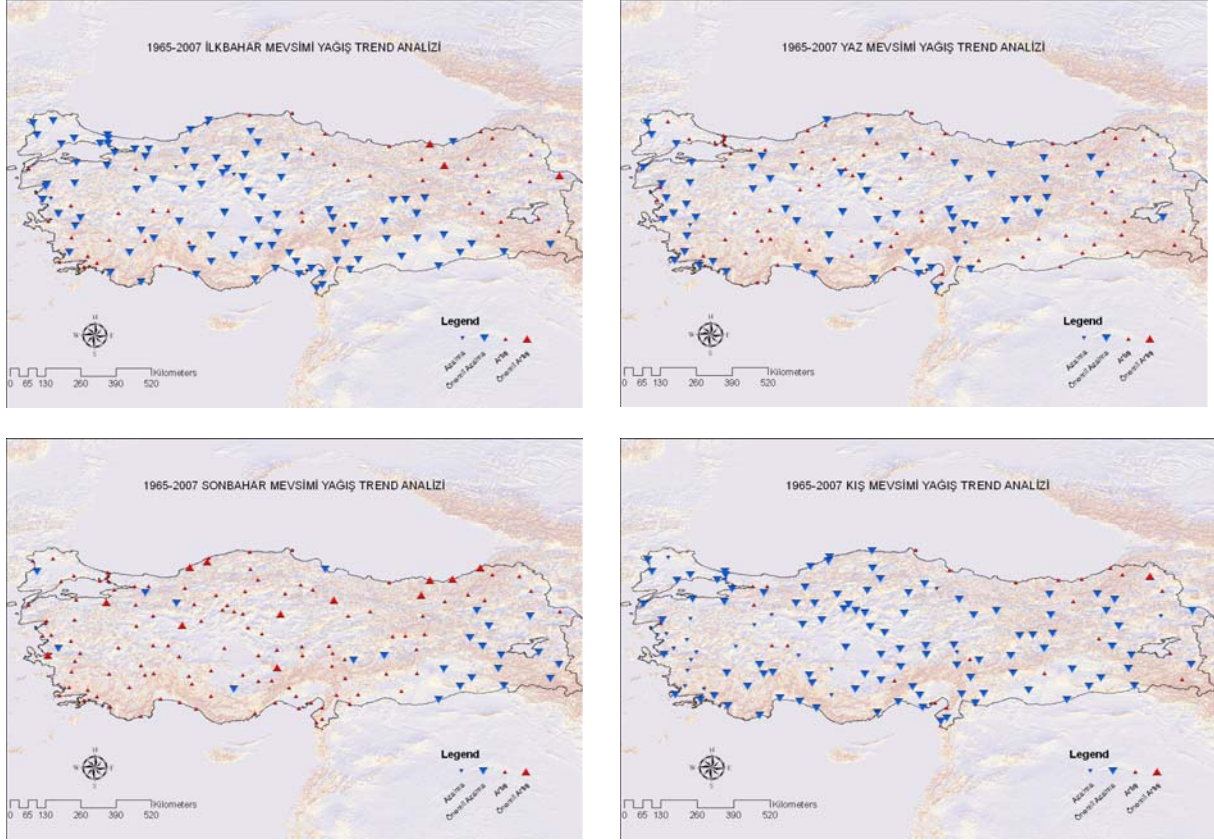 1965-2007 İLKBAHAR MEVSİMİ YAĞIŞ TREND ANALİZİ
N
W E
S
Legend
Azalma Önemli Azalma Artış Önemli Artış
Kilometers
0 65 130 260 390 520
1965-2007 YAZ MEVSİMİ YAĞIŞ TREND ANALİZİ
N
W E
S
Legend
Azalma Önemli Azalma Artış Önemli Artış
Kilometers
0 65 130 260 390 520
1965-2007 SONBAHAR MEVSİMİ YAĞIŞ TREND ANALİZİ
N
W E
S
Legend
Azalma Önemli Azalma Artış Önemli Artış
Kilometers
0 65 130 260 390 520
1965-2007 KIŞ MEVSİMİ YAĞIŞ TREND ANALİZİ
N
W E
S
Legend
Azalma Önemli Azalma Artış Önemli Artış
Kilometers
0 65 130 260 390 520